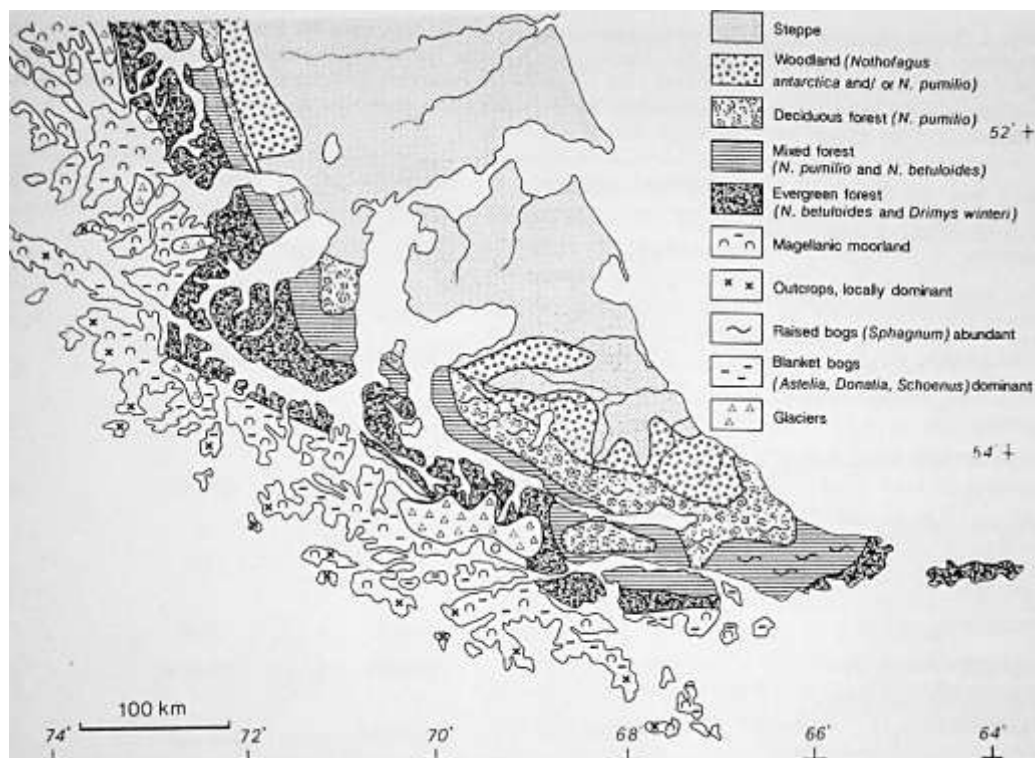 Steppe
Woodland (Nothofagus
antarctica and/ or N. pumilio)
Deciduous forest (N. pumilio)
52°
Mixed forest
(N. pumilio and N. betuloides)
Evergreen forest
(N. betuloides and Drimys winteri)
Magellanic moorland
Outcrops, locally dominant
Raised bogs (Sphagnum) abundant
Blanket bogs
(Astelia, Donatia, Schoenus) dominant
Glaciers
54°
100 km
74° 72° 70° 68° 66° 64°